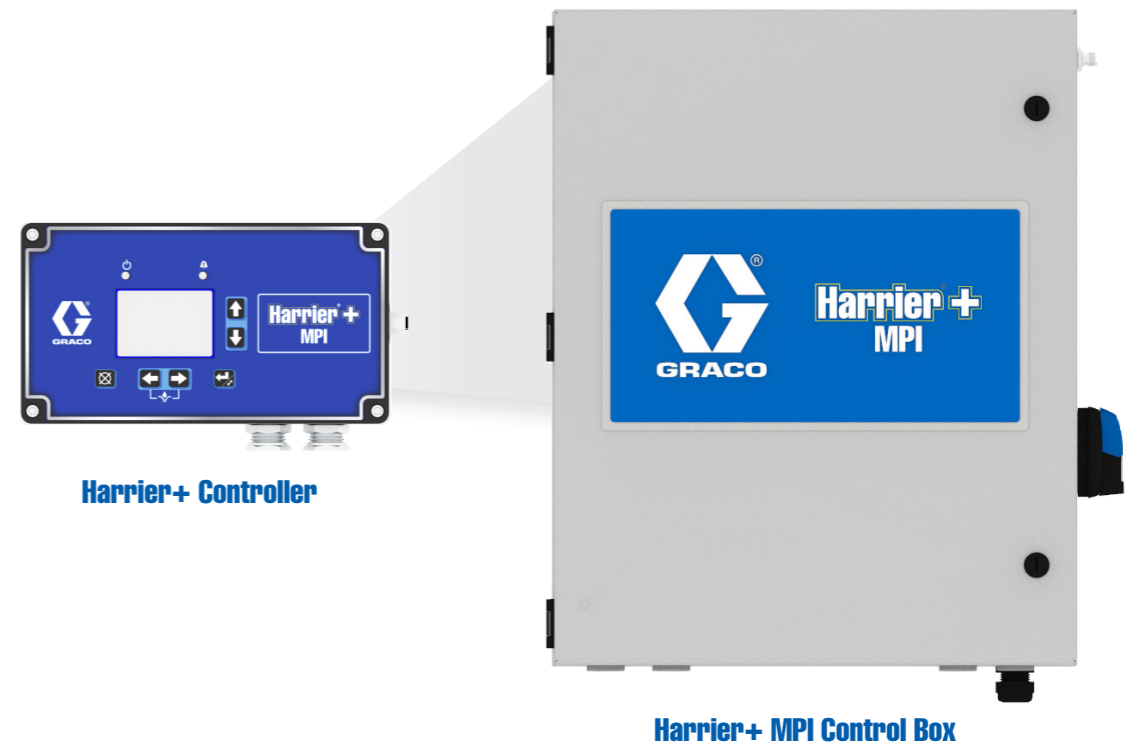 GRACO
Harrier®+
MPI
Harrier+ Controller
®
GRACO
Harrier+
MPI
Harrier+ MPI Control Box